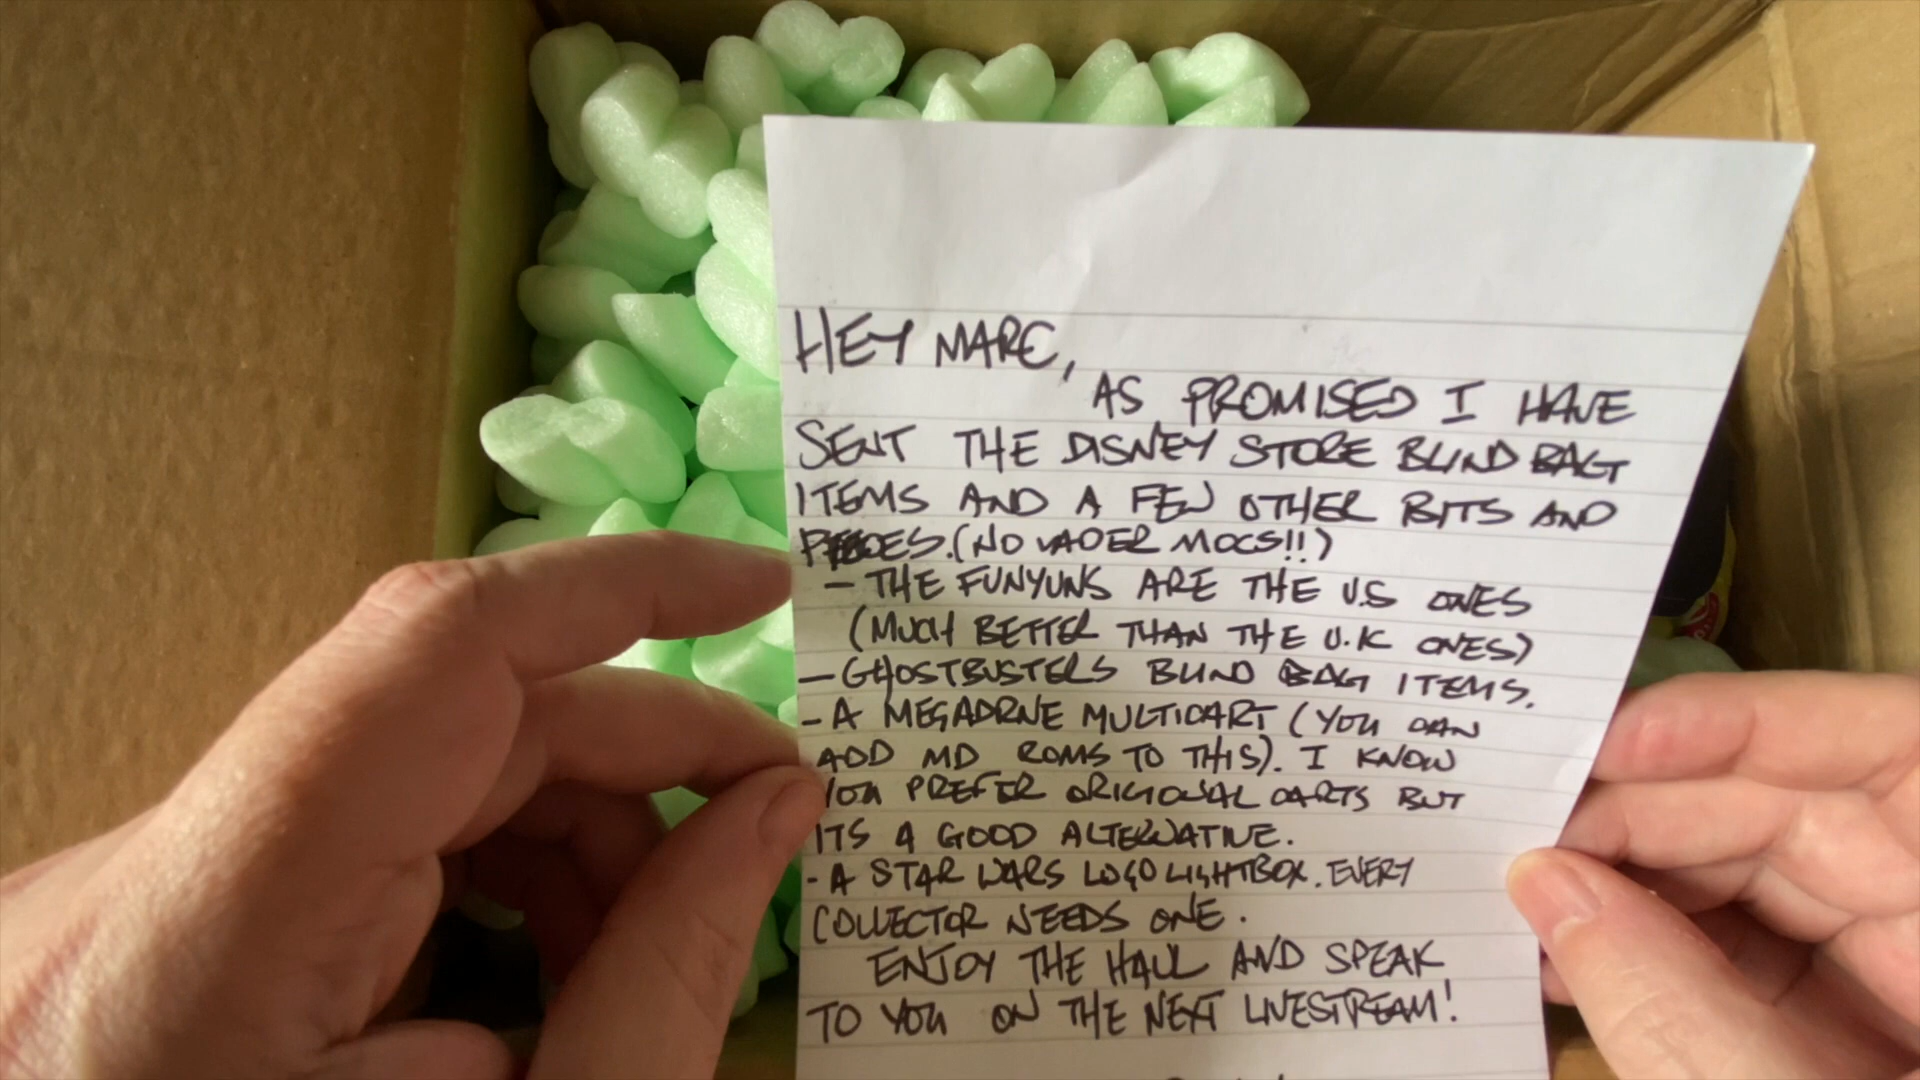 HEY MARC,
AS PROMISED I HAVE
SENT THE DISNEY STORE BLIND BAG
ITEMS AND A FEW OTHER BITS AND
PIECES. (NO VADER MOCS!!)
- THE FUNYUNS ARE THE U.S ONES
(MUCH BETTER THAN THE U.K ONES)
- GHOSTBUSTERS BLIND BAG ITEMS.
- A MEGADRIVE MULTICART (YOU CAN
ADD MD ROMS TO THIS). I KNOW
YOU PREFER ORIGIONAL CARTS BUT
ITS A GOOD ALTERNATIVE.
- A STAR WARS LOGO LIGHTBOX. EVERY
COLLECTOR NEEDS ONE.
ENJOY THE HAUL AND SPEAK
TO YOU ON THE NEXT LIVESTREAM!